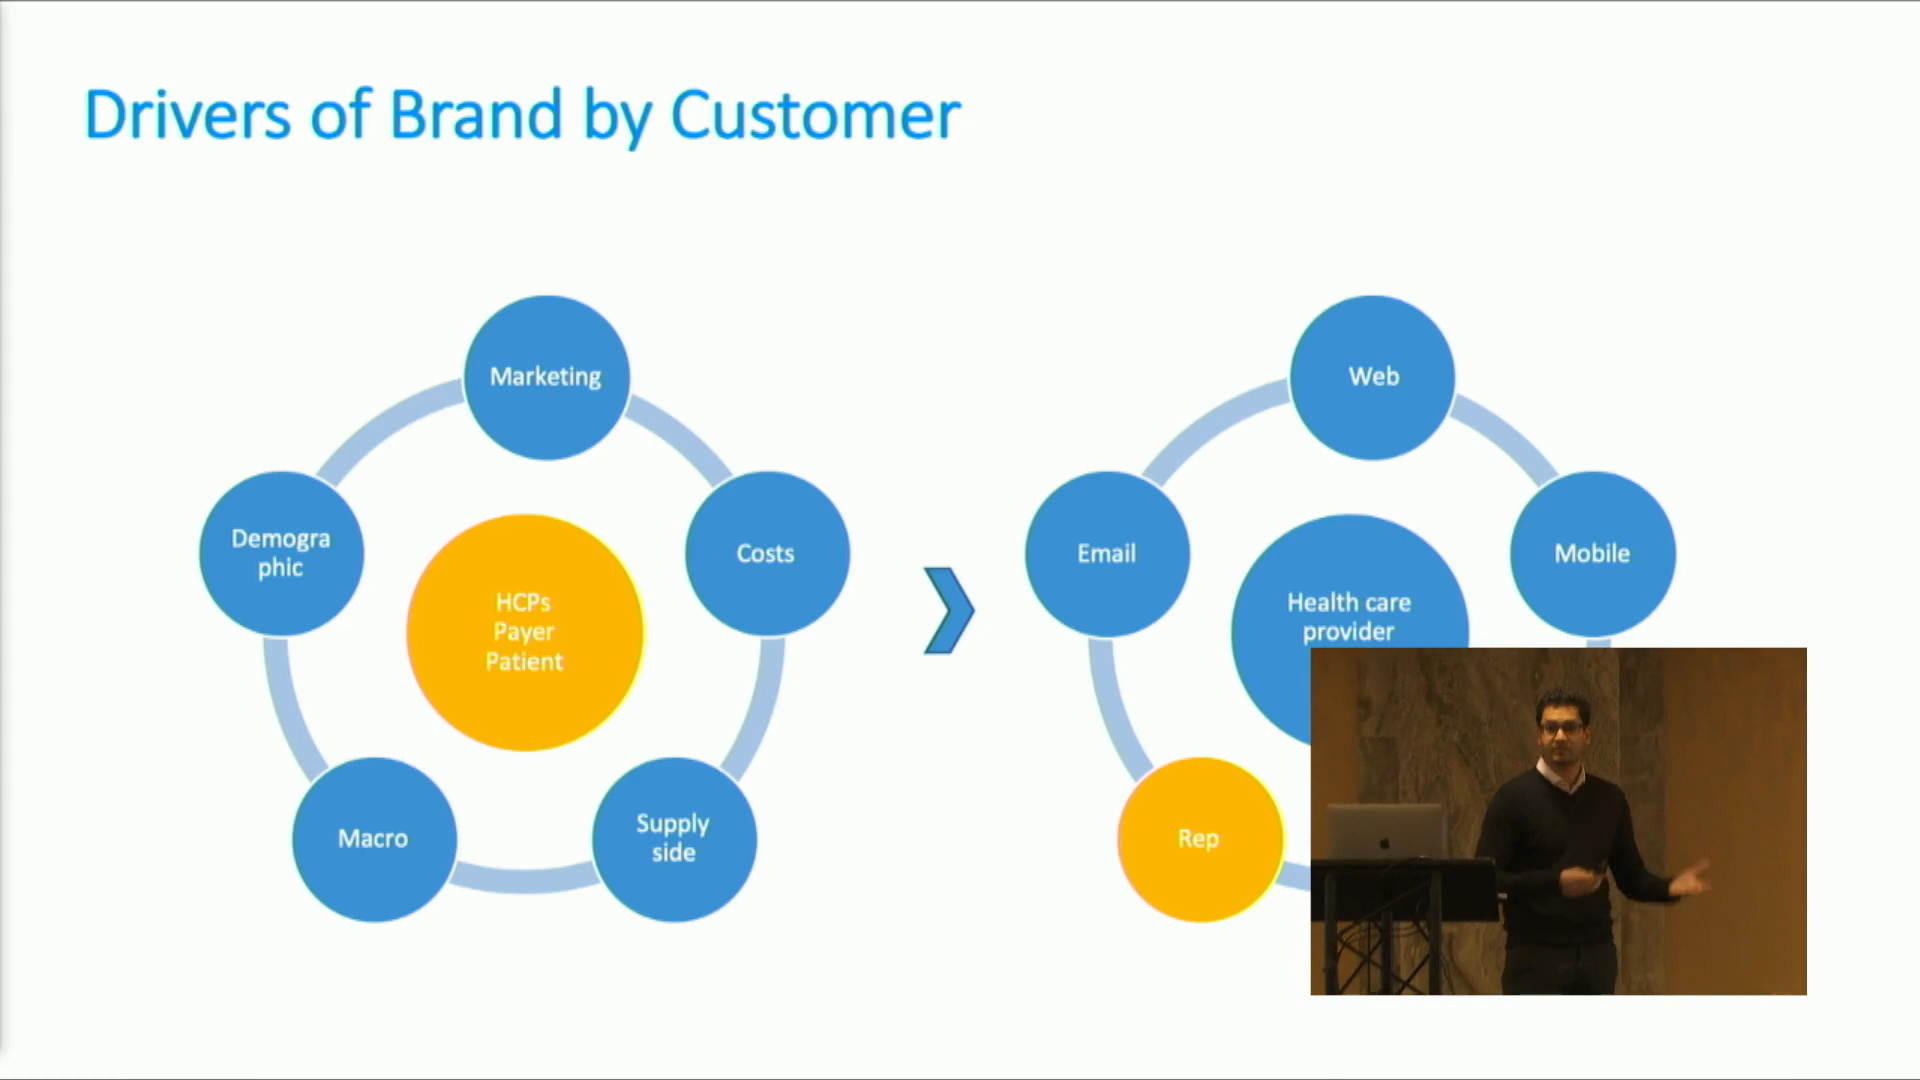 Drivers of Brand by Customer
Marketing
Costs
Supply
side
Macro
Demogra
phic
HCPs
Payer
Patient
Web
Mobile
Rep
Email
Health care
provider